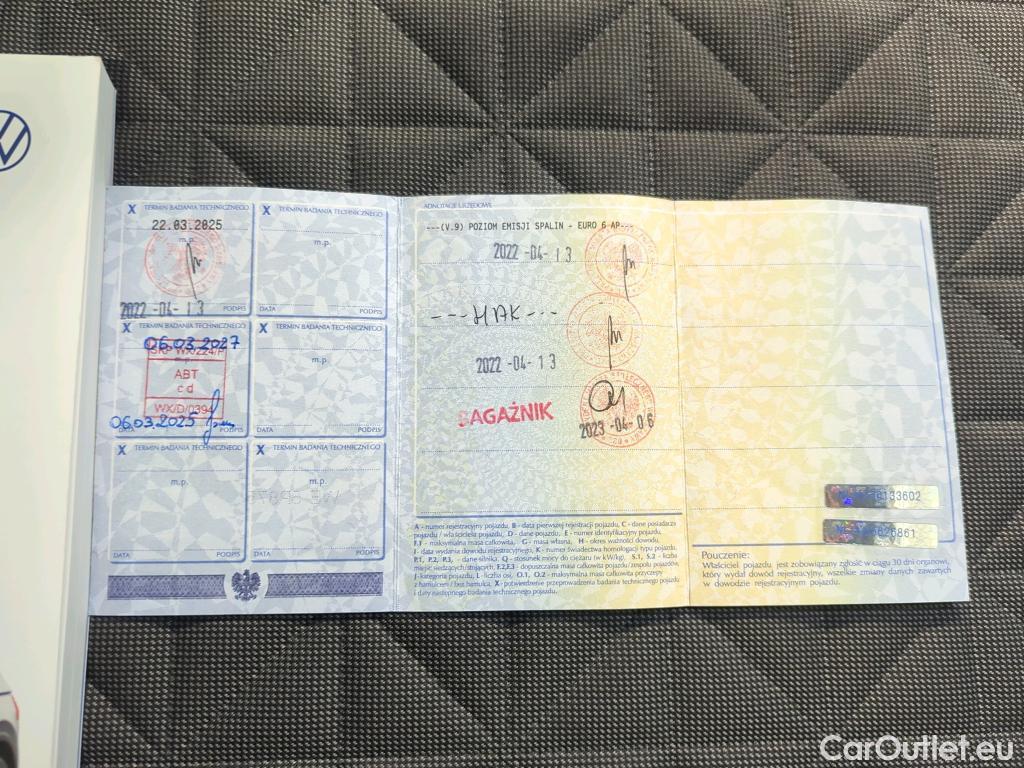 X TERMIN BADANIA TECHNICZNEGO
22.03.2025
m.p.
2022 -04- 13
PODPIS
X TERMIN BADANIA TECHNICZNEGO
m.p.
DATA PODPIS
X TERMIN BADANIA TECHNICZNEGO
06.03.2027
ABT
c d
WX/D/0394
06.03.2025
X TERMIN BADANIA TECHNICZNEGO
m.p.
DATA PODPIS
X TERMIN BADANIA TECHNICZNEGO
m.p.
DATA PODPIS
X TERMIN BADANIA TECHNICZNEGO
m.p.
DATA PODPIS
ADNOTACJE URZĘDOWE
---(V.9) POZIOM EMISJI SPALIN - EURO 6 AP---
2022 -04- 13
---HAK---
2022 -04- 13
BAGAŻNIK
2023 -04- 06
A - numer rejestracyjny pojazdu, B - data pierwszej rejestracji pojazdu, C - dane posiadacza
pojazdu / właściciela pojazdu, D - dane pojazdu, E - numer identyfikacyjny pojazdu,
F.1 - maksymalna masa całkowita, G - masa własna, H - okres ważności dowodu,
I - data wydania dowodu rejestracyjnego, K - numer świadectwa homologacji typu pojazdu,
P.1, P.2, P.3, - dane silnika, Q - stosunek mocy do ciężaru (w kW/kg), S.1, S.2 - liczba
miejsc siedzących/stojących, F.2,F.3 - dopuszczalna masa całkowita pojazdu/ zespołu pojazdów,
J -kategoria pojazdu, L -liczba osi, O.1, O.2 - maksymalna masa całkowita przyczepy
z hamulcem / bez hamulca, X - potwierdzenie przeprowadzenia badania technicznego pojazdu
i daty następnego badania technicznego pojazdu.
133602
Pouczenie:
Właściciel pojazdu jest zobowiązany zgłosić w ciągu 30 dni organowi,
który wydał dowód rejestracyjny, wszelkie zmiany danych zawartych
w dowodzie rejestracyjnym pojazdu.
CarOutlet.eu